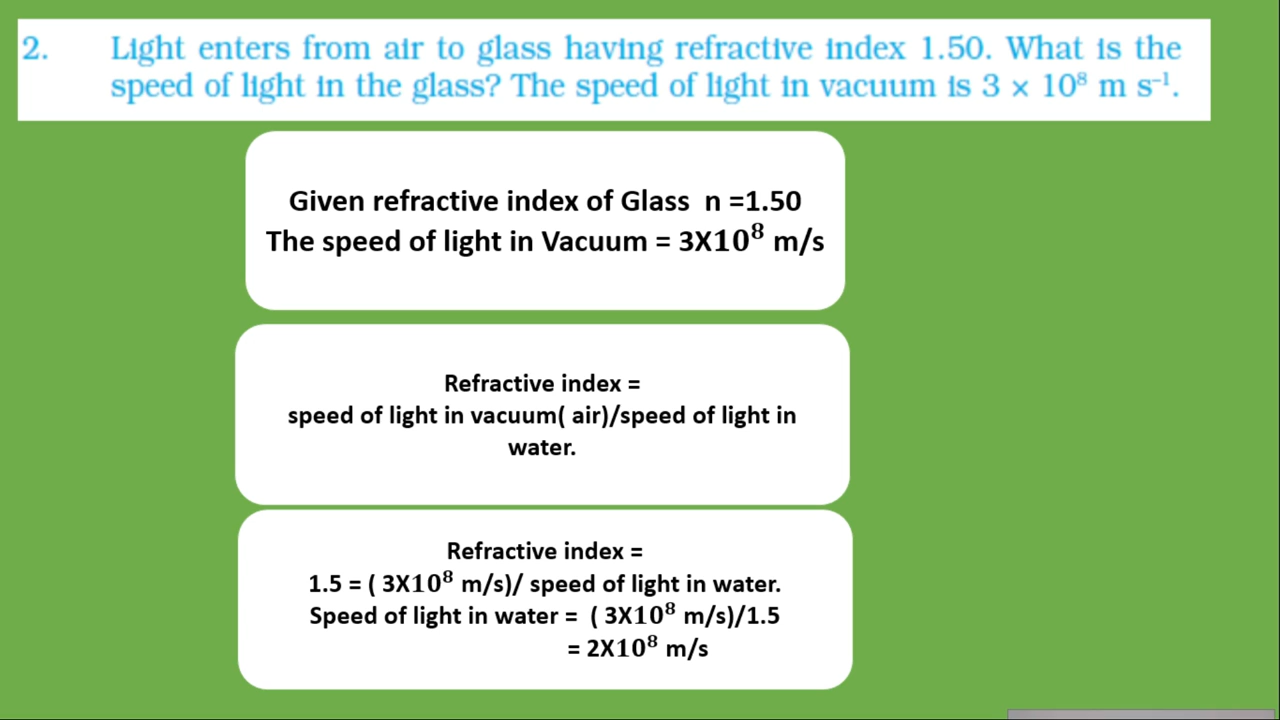 2. Light enters from air to glass having refractive index 1.50. What is the
speed of light in the glass? The speed of light in vacuum is 3 × 10⁸ m s⁻¹.
Given refractive index of Glass n =1.50
The speed of light in Vacuum = 3X10⁸ m/s
Refractive index =
speed of light in vacuum( air)/speed of light in
water.
Refractive index =
1.5 = ( 3X10⁸ m/s)/ speed of light in water.
Speed of light in water = ( 3X10⁸ m/s)/1.5
= 2X10⁸ m/s